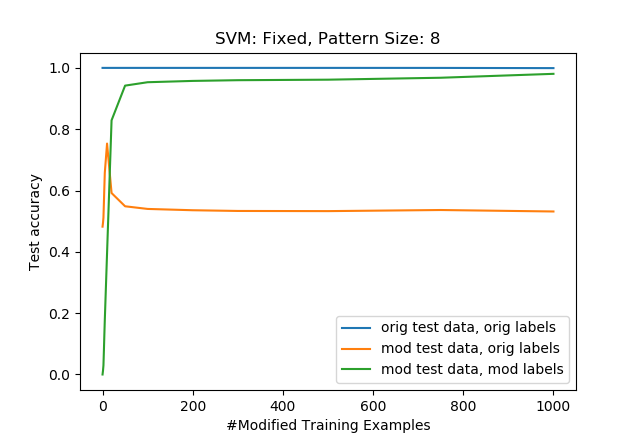 SVM: Fixed, Pattern Size: 8
1.0
0.8
0.6
0.4
0.2
0.0
Test accuracy
orig test data, orig labels
mod test data, orig labels
mod test data, mod labels
0 200 400 600 800 1000
#Modified Training Examples